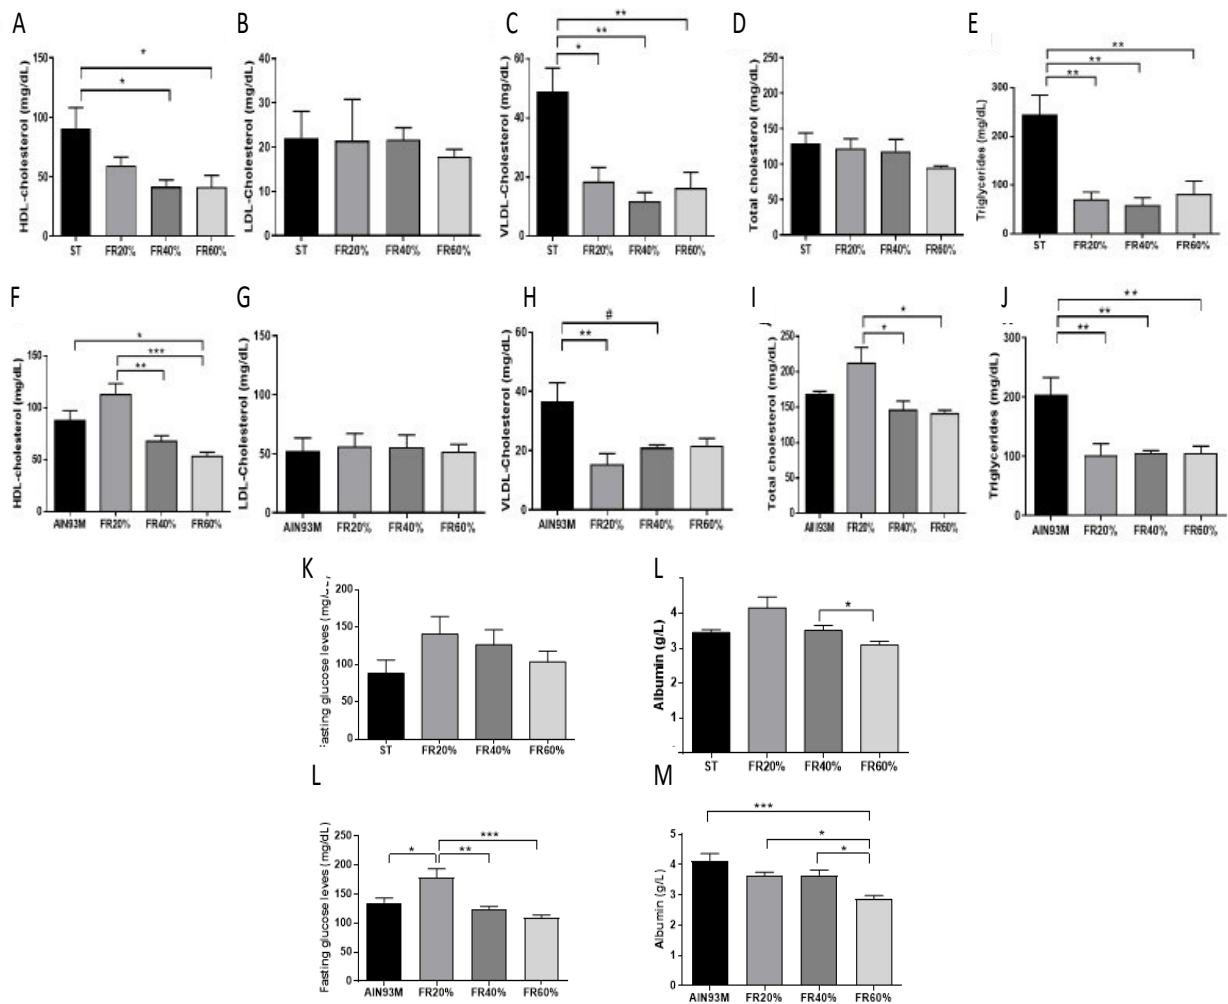 A
HDL-cholesterol (mg/dL)
150
100
50
0
*
*
ST FR20% FR40% FR60%
B
LDL-Cholesterol (mg/dL)
40
30
20
10
0
ST FR20% FR40% FR60%
C
VLDL-Cholesterol (mg/dL)
60
40
20
0
**
**
*
ST FR20% FR40% FR60%
D
Total cholesterol (mg/dL)
250
200
150
100
50
0
ST FR20% FR40% FR60%
E
Triglycerides (mg/dL)
300
200
100
0
**
**
**
ST FR20% FR40% FR60%
F
HDL-cholesterol (mg/dL)
150
100
50
0
*
***
**
AIN93M FR20% FR40% FR60%
G
LDL-Cholesterol (mg/dL)
150
100
50
0
AIN93M FR20% FR40% FR60%
H
VLDL-Cholesterol (mg/dL)
60
40
20
0
#
**
AIN93M FR20% FR40% FR60%
I
Total cholesterol (mg/dL)
250
200
150
100
50
0
*
*
AIN93M FR20% FR40% FR60%
J
Triglycerides (mg/dL)
300
200
100
0
**
**
**
AIN93M FR20% FR40% FR60%
K
asting glucose leves (mg/d
200
150
100
50
0
ST FR20% FR40% FR60%
L
Albumin (g/L)
4
3
2
1
*
ST FR20% FR40% FR60%
L
Fasting glucose leves (mg/dL)
250
200
150
100
50
0
***
*
**
AIN93M FR20% FR40% FR60%
M
Albumin (g/L)
5
4
3
2
1
0
***
*
*
AIN93M FR20% FR40% FR60%